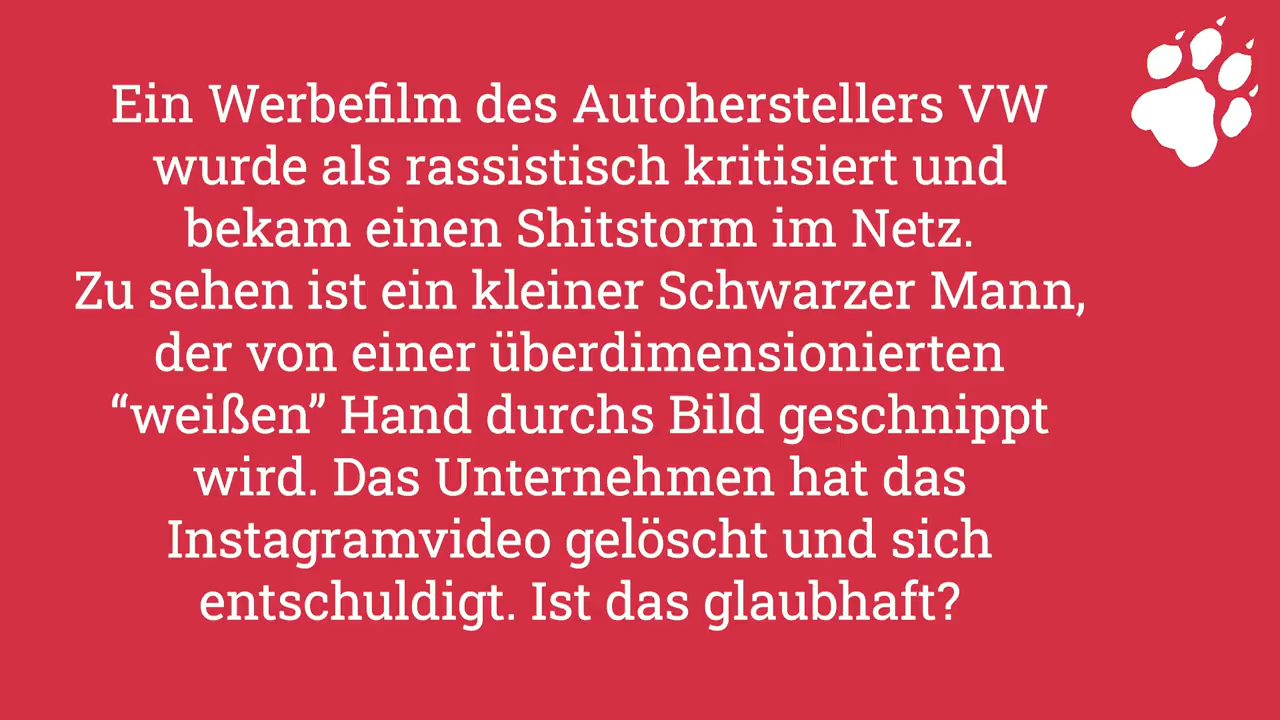 Ein Werbefilm des Autoherstellers VW
wurde als rassistisch kritisiert und
bekam einen Shitstorm im Netz.
Zu sehen ist ein kleiner Schwarzer Mann,
der von einer überdimensionierten
“weißen” Hand durchs Bild geschnippt
wird. Das Unternehmen hat das
Instagramvideo gelöscht und sich
entschuldigt. Ist das glaubhaft?